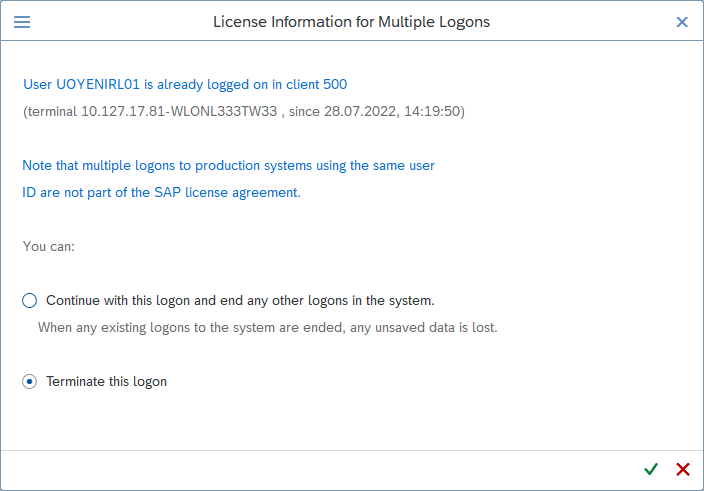 License Information for Multiple Logons
User UOYENIRL01 is already logged on in client 500
(terminal 10.127.17.81-WLONL333TW33 , since 28.07.2022, 14:19:50)
Note that multiple logons to production systems using the same user
ID are not part of the SAP license agreement.
You can:
Continue with this logon and end any other logons in the system.
When any existing logons to the system are ended, any unsaved data is lost.
Terminate this logon